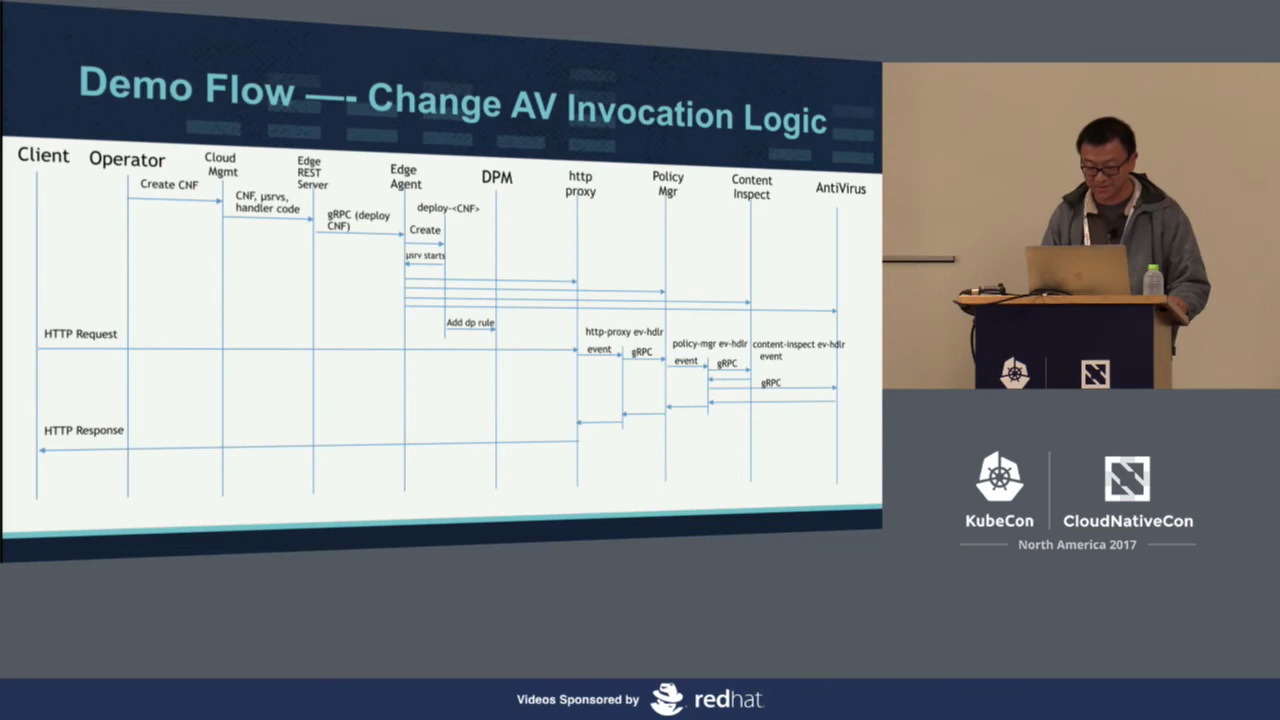 Demo Flow —- Change AV Invocation Logic
Client
Operator
Cloud
Mgmt
Edge
REST
Server
Edge
Agent
DPM
http
proxy
Policy
Mgr
Content
Inspect
AntiVirus
Create CNF
CNF, µsrvs,
handler code
gRPC (deploy
CNF)
deploy-<CNF>
Create
µsrv starts
Add dp rule
HTTP Request
http-proxy ev-hdlr
event
gRPC
policy-mgr ev-hdlr
event
gRPC
content-inspect ev-hdlr
event
gRPC
HTTP Response
KubeCon
CloudNativeCon
North America 2017
Videos Sponsored by
redhat